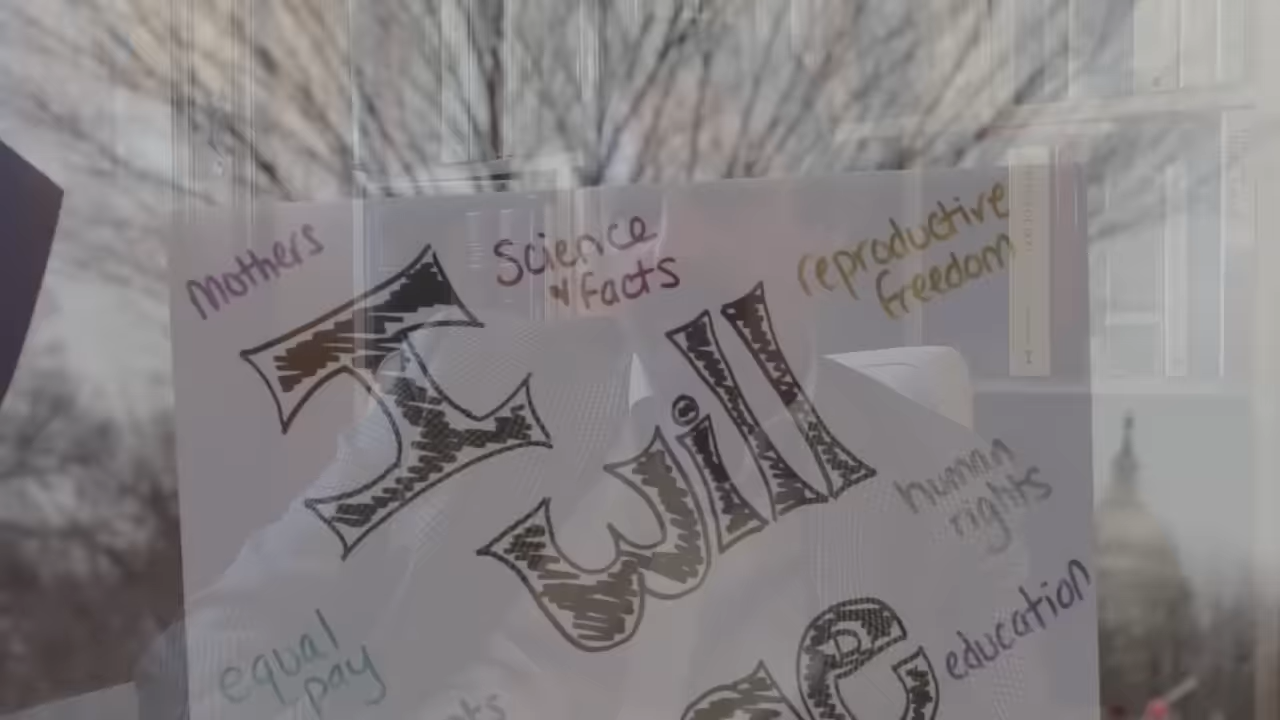 mothers
Science
& facts
reproductive
freedom
I
will
human
rights
education
equal
pay